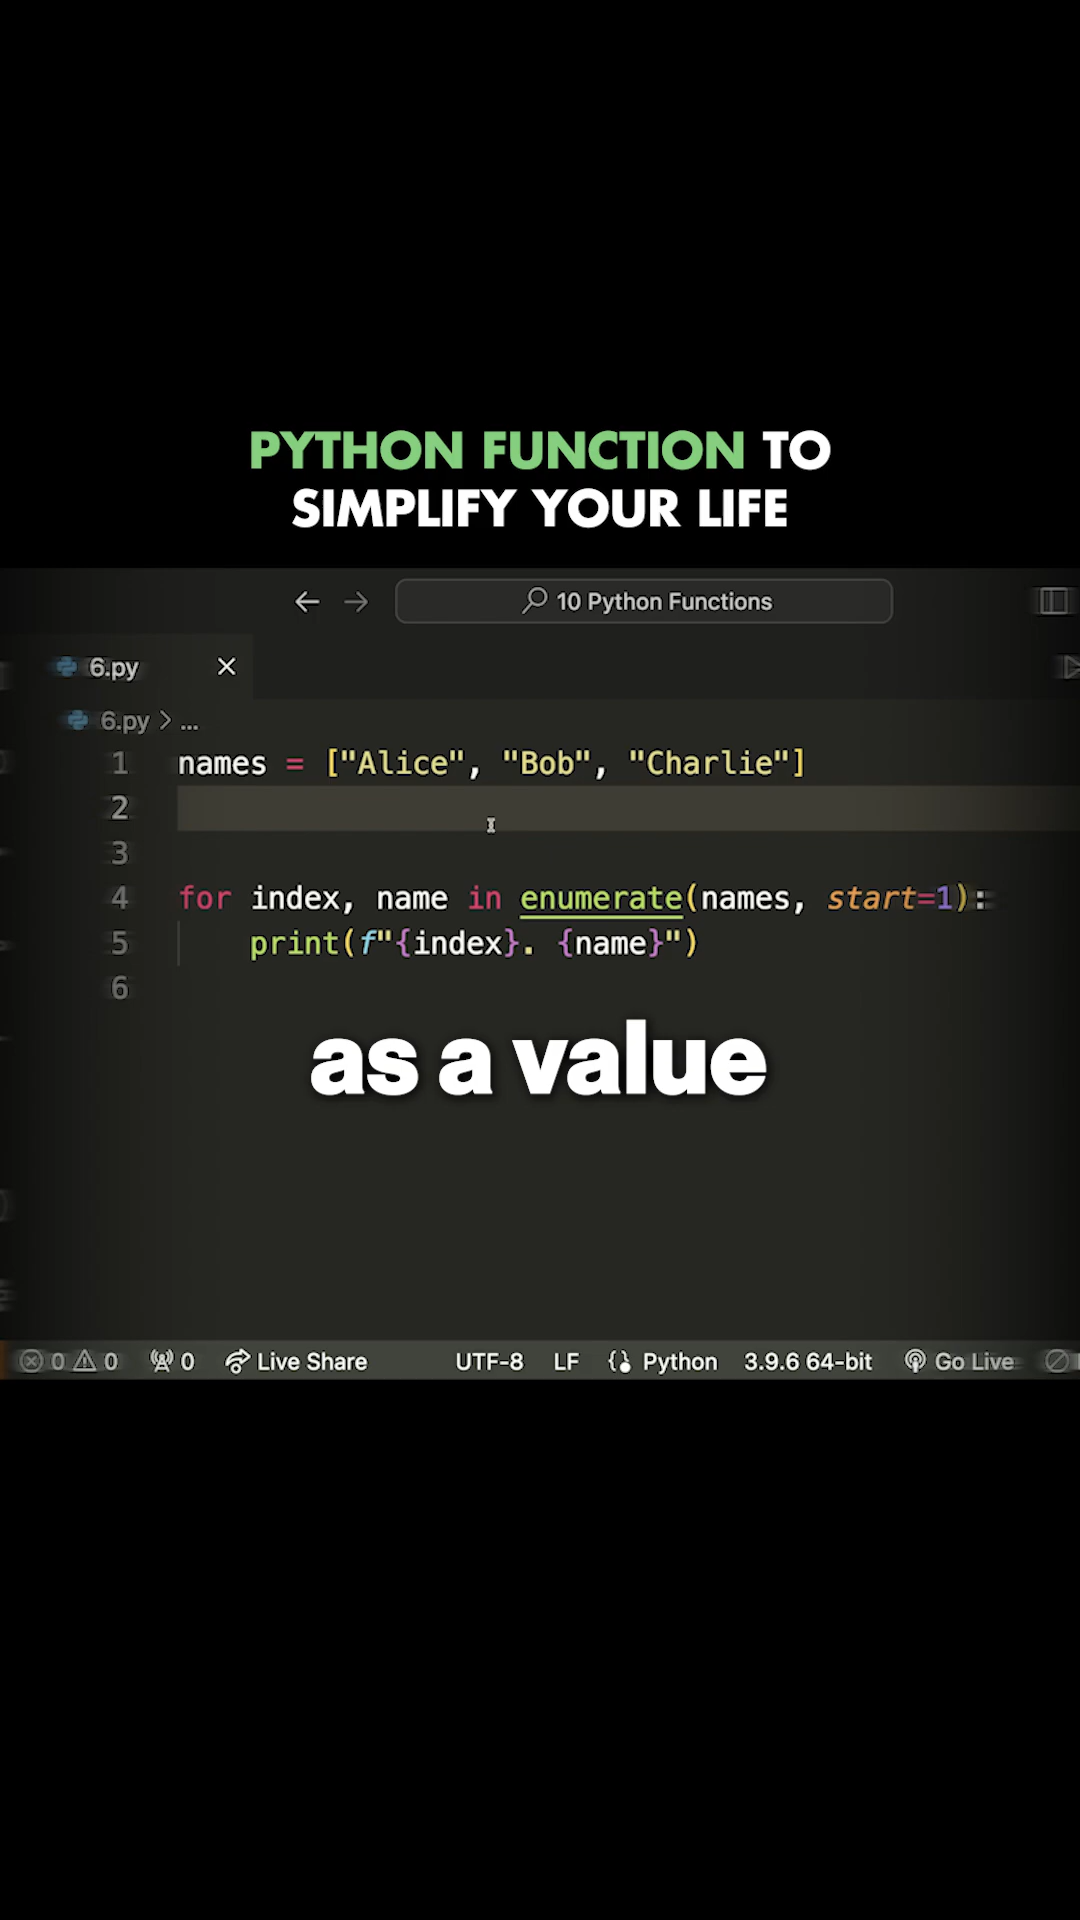 PYTHON FUNCTION TO
SIMPLIFY YOUR LIFE
10 Python Functions
6.py
6.py > ...
1 names = ["Alice", "Bob", "Charlie"]
2
3
4 for index, name in enumerate(names, start=1):
5 print(f"{index}. {name}")
6
as a value
0 0 0 Live Share UTF-8 LF Python 3.9.6 64-bit Go Live